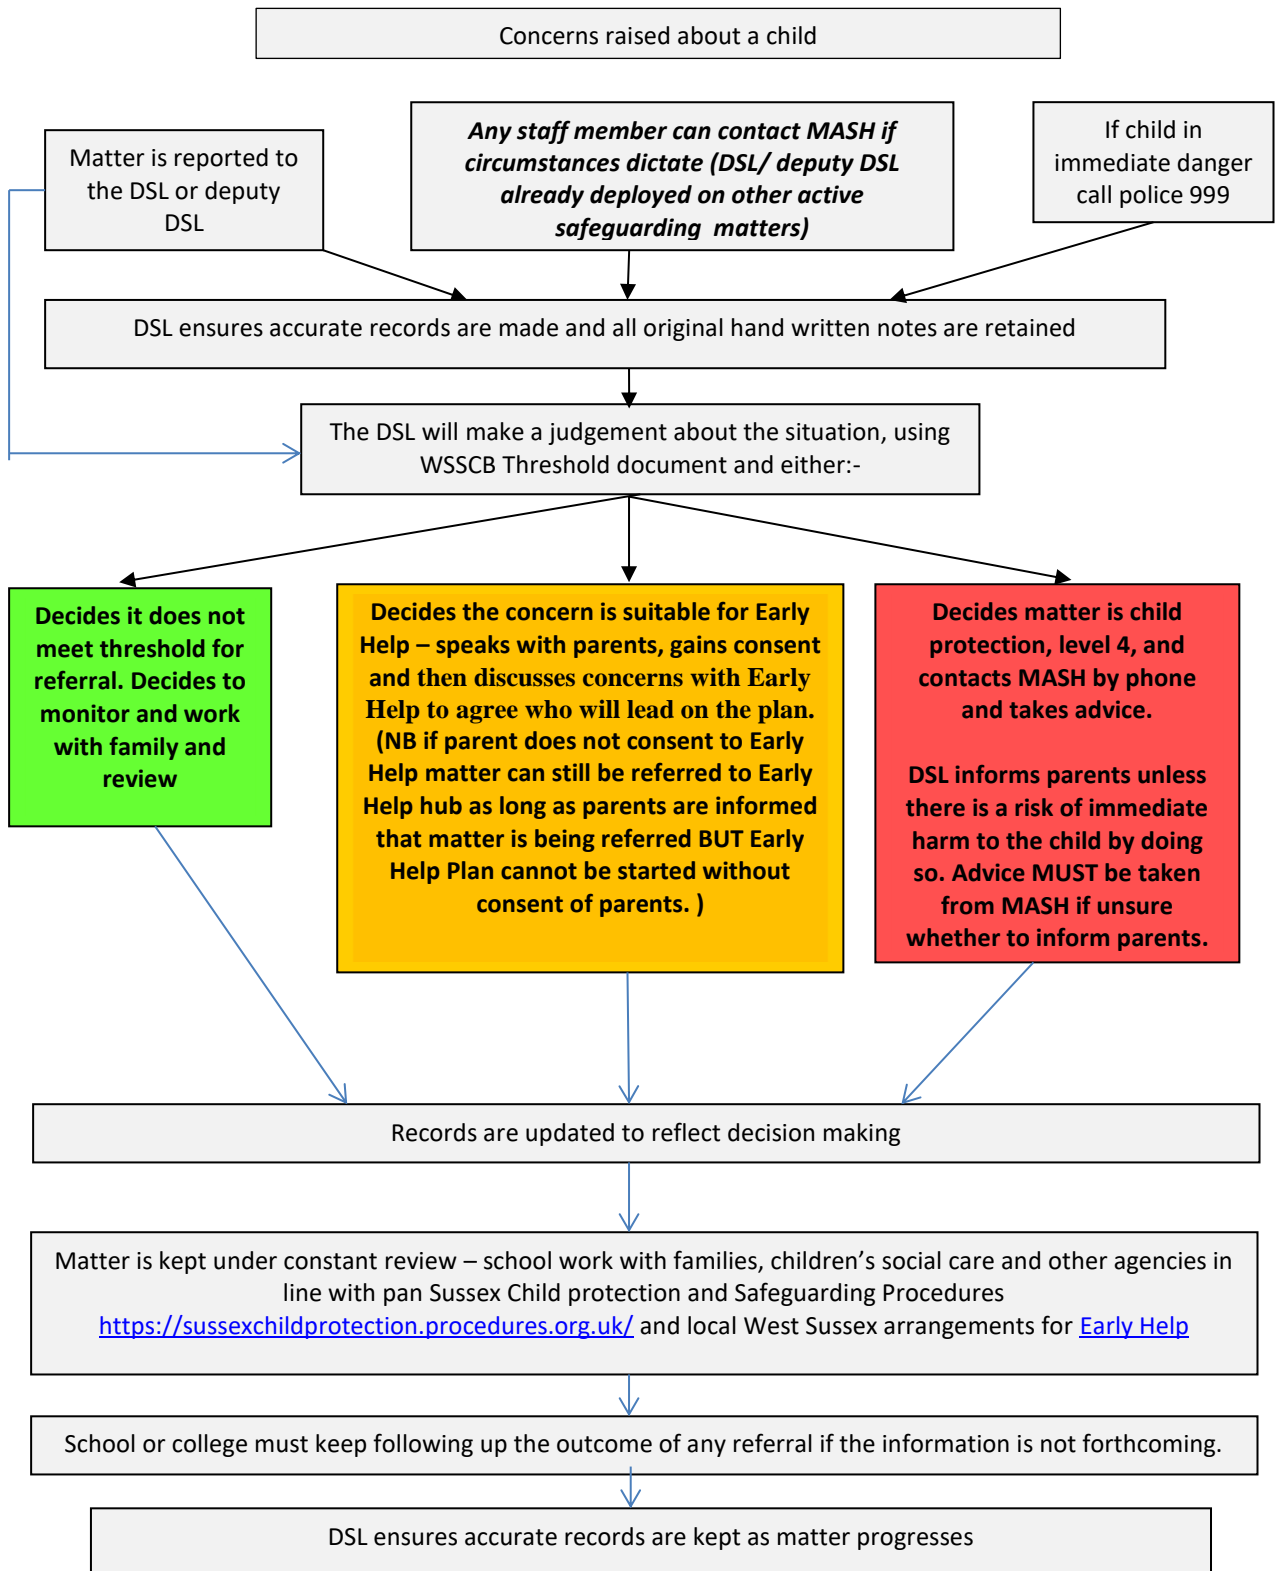 Concerns raised about a child
Matter is reported to
the DSL or deputy
DSL
Any staff member can contact MASH if
circumstances dictate (DSL/ deputy DSL
already deployed on other active
safeguarding matters)
If child in
immediate danger
call police 999
DSL ensures accurate records are made and all original hand written notes are retained
The DSL will make a judgement about the situation, using
WSSCB Threshold document and either:-
Decides it does not
meet threshold for
referral. Decides to
monitor and work
with family and
review
Decides the concern is suitable for Early
Help – speaks with parents, gains consent
and then discusses concerns with Early
Help to agree who will lead on the plan.
(NB if parent does not consent to Early
Help matter can still be referred to Early
Help hub as long as parents are informed
that matter is being referred BUT Early
Help Plan cannot be started without
consent of parents. )
Decides matter is child
protection, level 4, and
contacts MASH by phone
and takes advice.
DSL informs parents unless
there is a risk of immediate
harm to the child by doing
so. Advice MUST be taken
from MASH if unsure
whether to inform parents.
Records are updated to reflect decision making
Matter is kept under constant review – school work with families, children’s social care and other agencies in
line with pan Sussex Child protection and Safeguarding Procedures
https://sussexchildprotection.procedures.org.uk/ and local West Sussex arrangements for Early Help
School or college must keep following up the outcome of any referral if the information is not forthcoming.
DSL ensures accurate records are kept as matter progresses